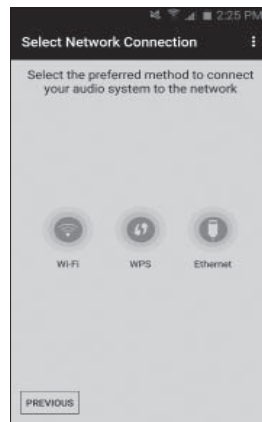 2:25 PM
Select Network Connection
Select the preferred method to connect
your audio system to the network
Wi-Fi WPS Ethernet
PREVIOUS